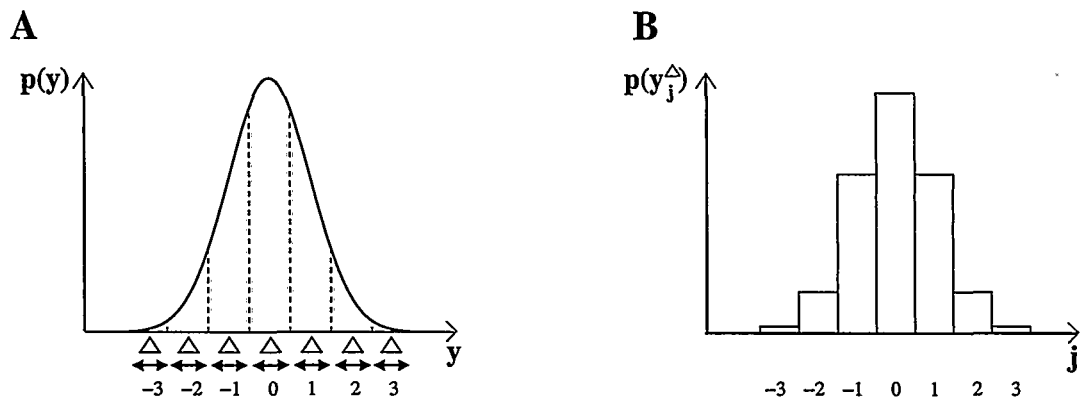 A
p(y)
△ △ △ △ △ △ △
y
−3 −2 −1 0 1 2 3
B
p(y_j^△)
j
−3 −2 −1 0 1 2 3